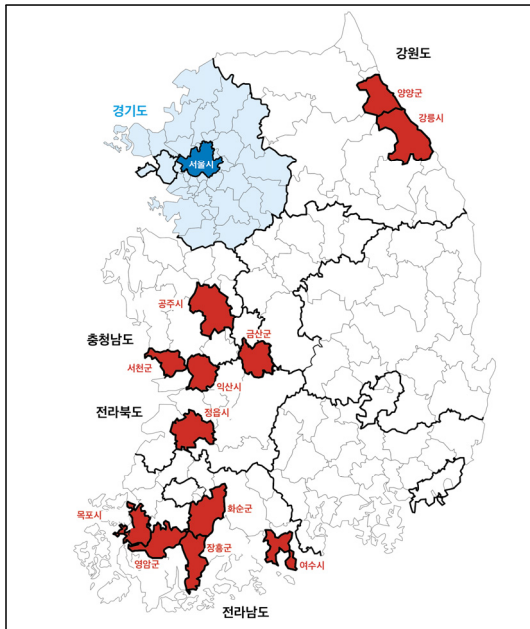 강원도
양양군
강릉시
경기도
서울시
공주시
금산군
충청남도
서천군
익산시
전라북도
정읍시
화순군
목포시
장흥군
영암군
여수시
전라남도